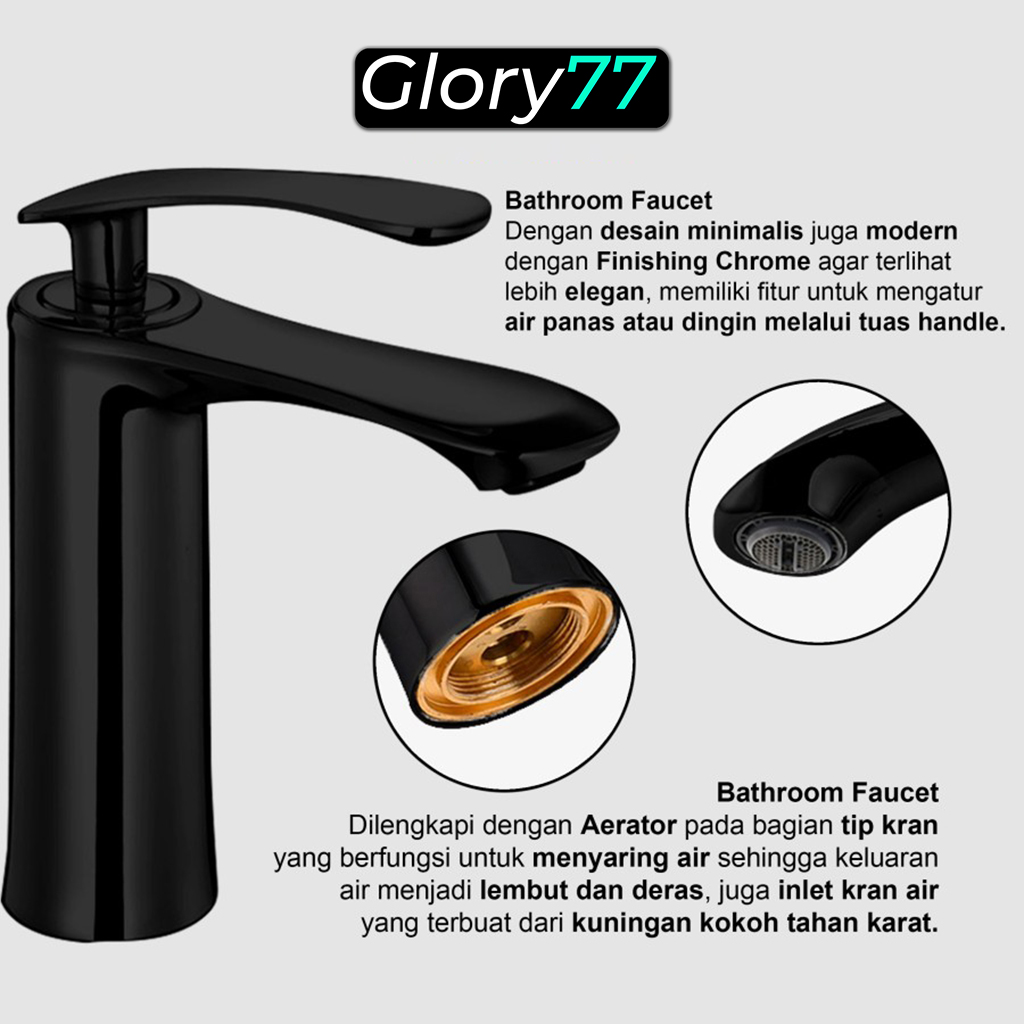 Glory77
Bathroom Faucet
Dengan desain minimalis juga modern
dengan Finishing Chrome agar terlihat
lebih elegan, memiliki fitur untuk mengatur
air panas atau dingin melalui tuas handle.
Bathroom Faucet
Dilengkapi dengan Aerator pada bagian tip kran
yang berfungsi untuk menyaring air sehingga keluaran
air menjadi lembut dan deras, juga inlet kran air
yang terbuat dari kuningan kokoh tahan karat.